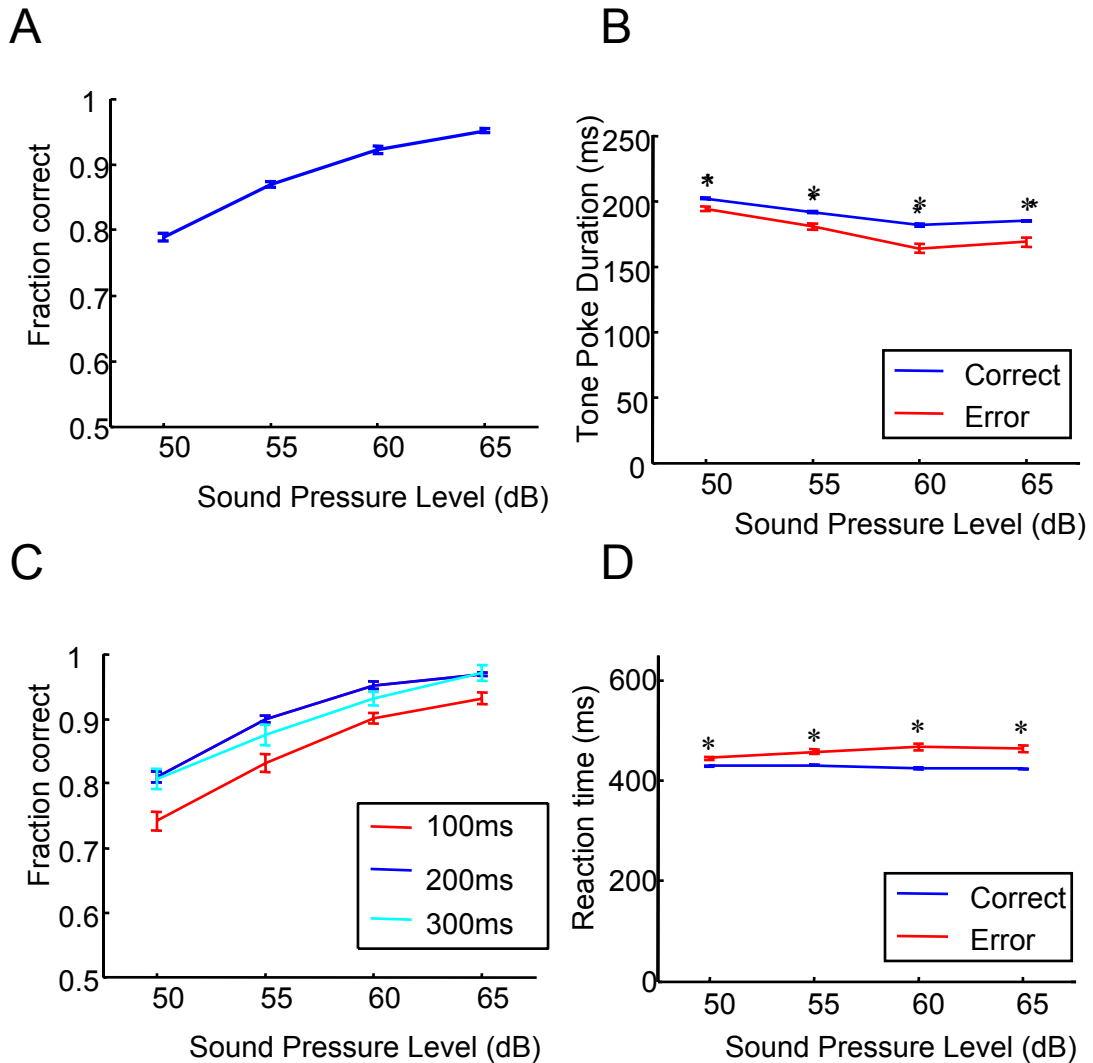 A
1
0.9
0.8
0.7
0.6
0.5
Fraction correct
50 55 60 65
Sound Pressure Level (dB)
B
250
200
150
100
50
0
Tone Poke Duration (ms)
* * * * * * * *
Correct
Error
50 55 60 65
Sound Pressure Level (dB)
C
1
0.9
0.8
0.7
0.6
0.5
Fraction correct
100ms
200ms
300ms
50 55 60 65
Sound Pressure Level (dB)
D
600
400
200
0
Reaction time (ms)
* * * *
Correct
Error
50 55 60 65
Sound Pressure Level (dB)